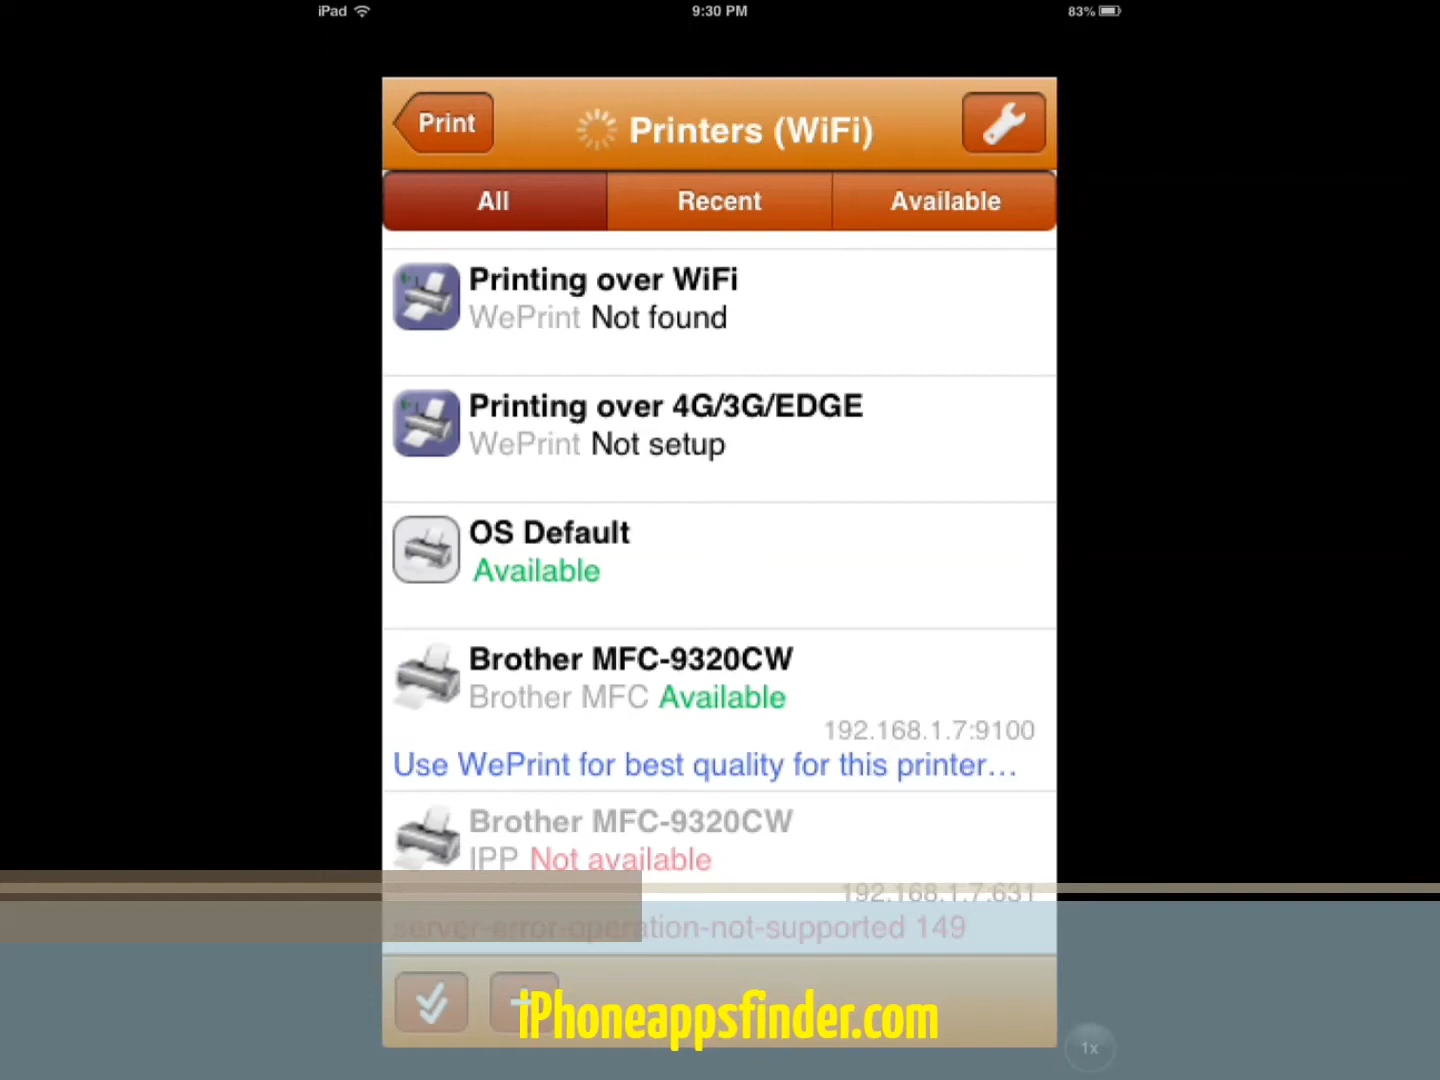 iPad 9:30 PM 83%
Print Printers (WiFi)
All Recent Available
Printing over WiFi
WePrint Not found
Printing over 4G/3G/EDGE
WePrint Not setup
OS Default
Available
Brother MFC-9320CW
Brother MFC Available
192.168.1.7:9100
Use WePrint for best quality for this printer...
Brother MFC-9320CW
IPP Not available
192.168.1.7:631
server-error-operation-not-supported 149
iPhoneappsfinder.com
1x